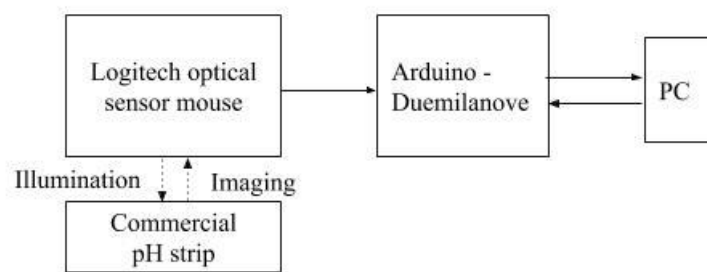 Logitech optical
sensor mouse
Arduino -
Duemilanove
PC
Illumination
Imaging
Commercial
pH strip